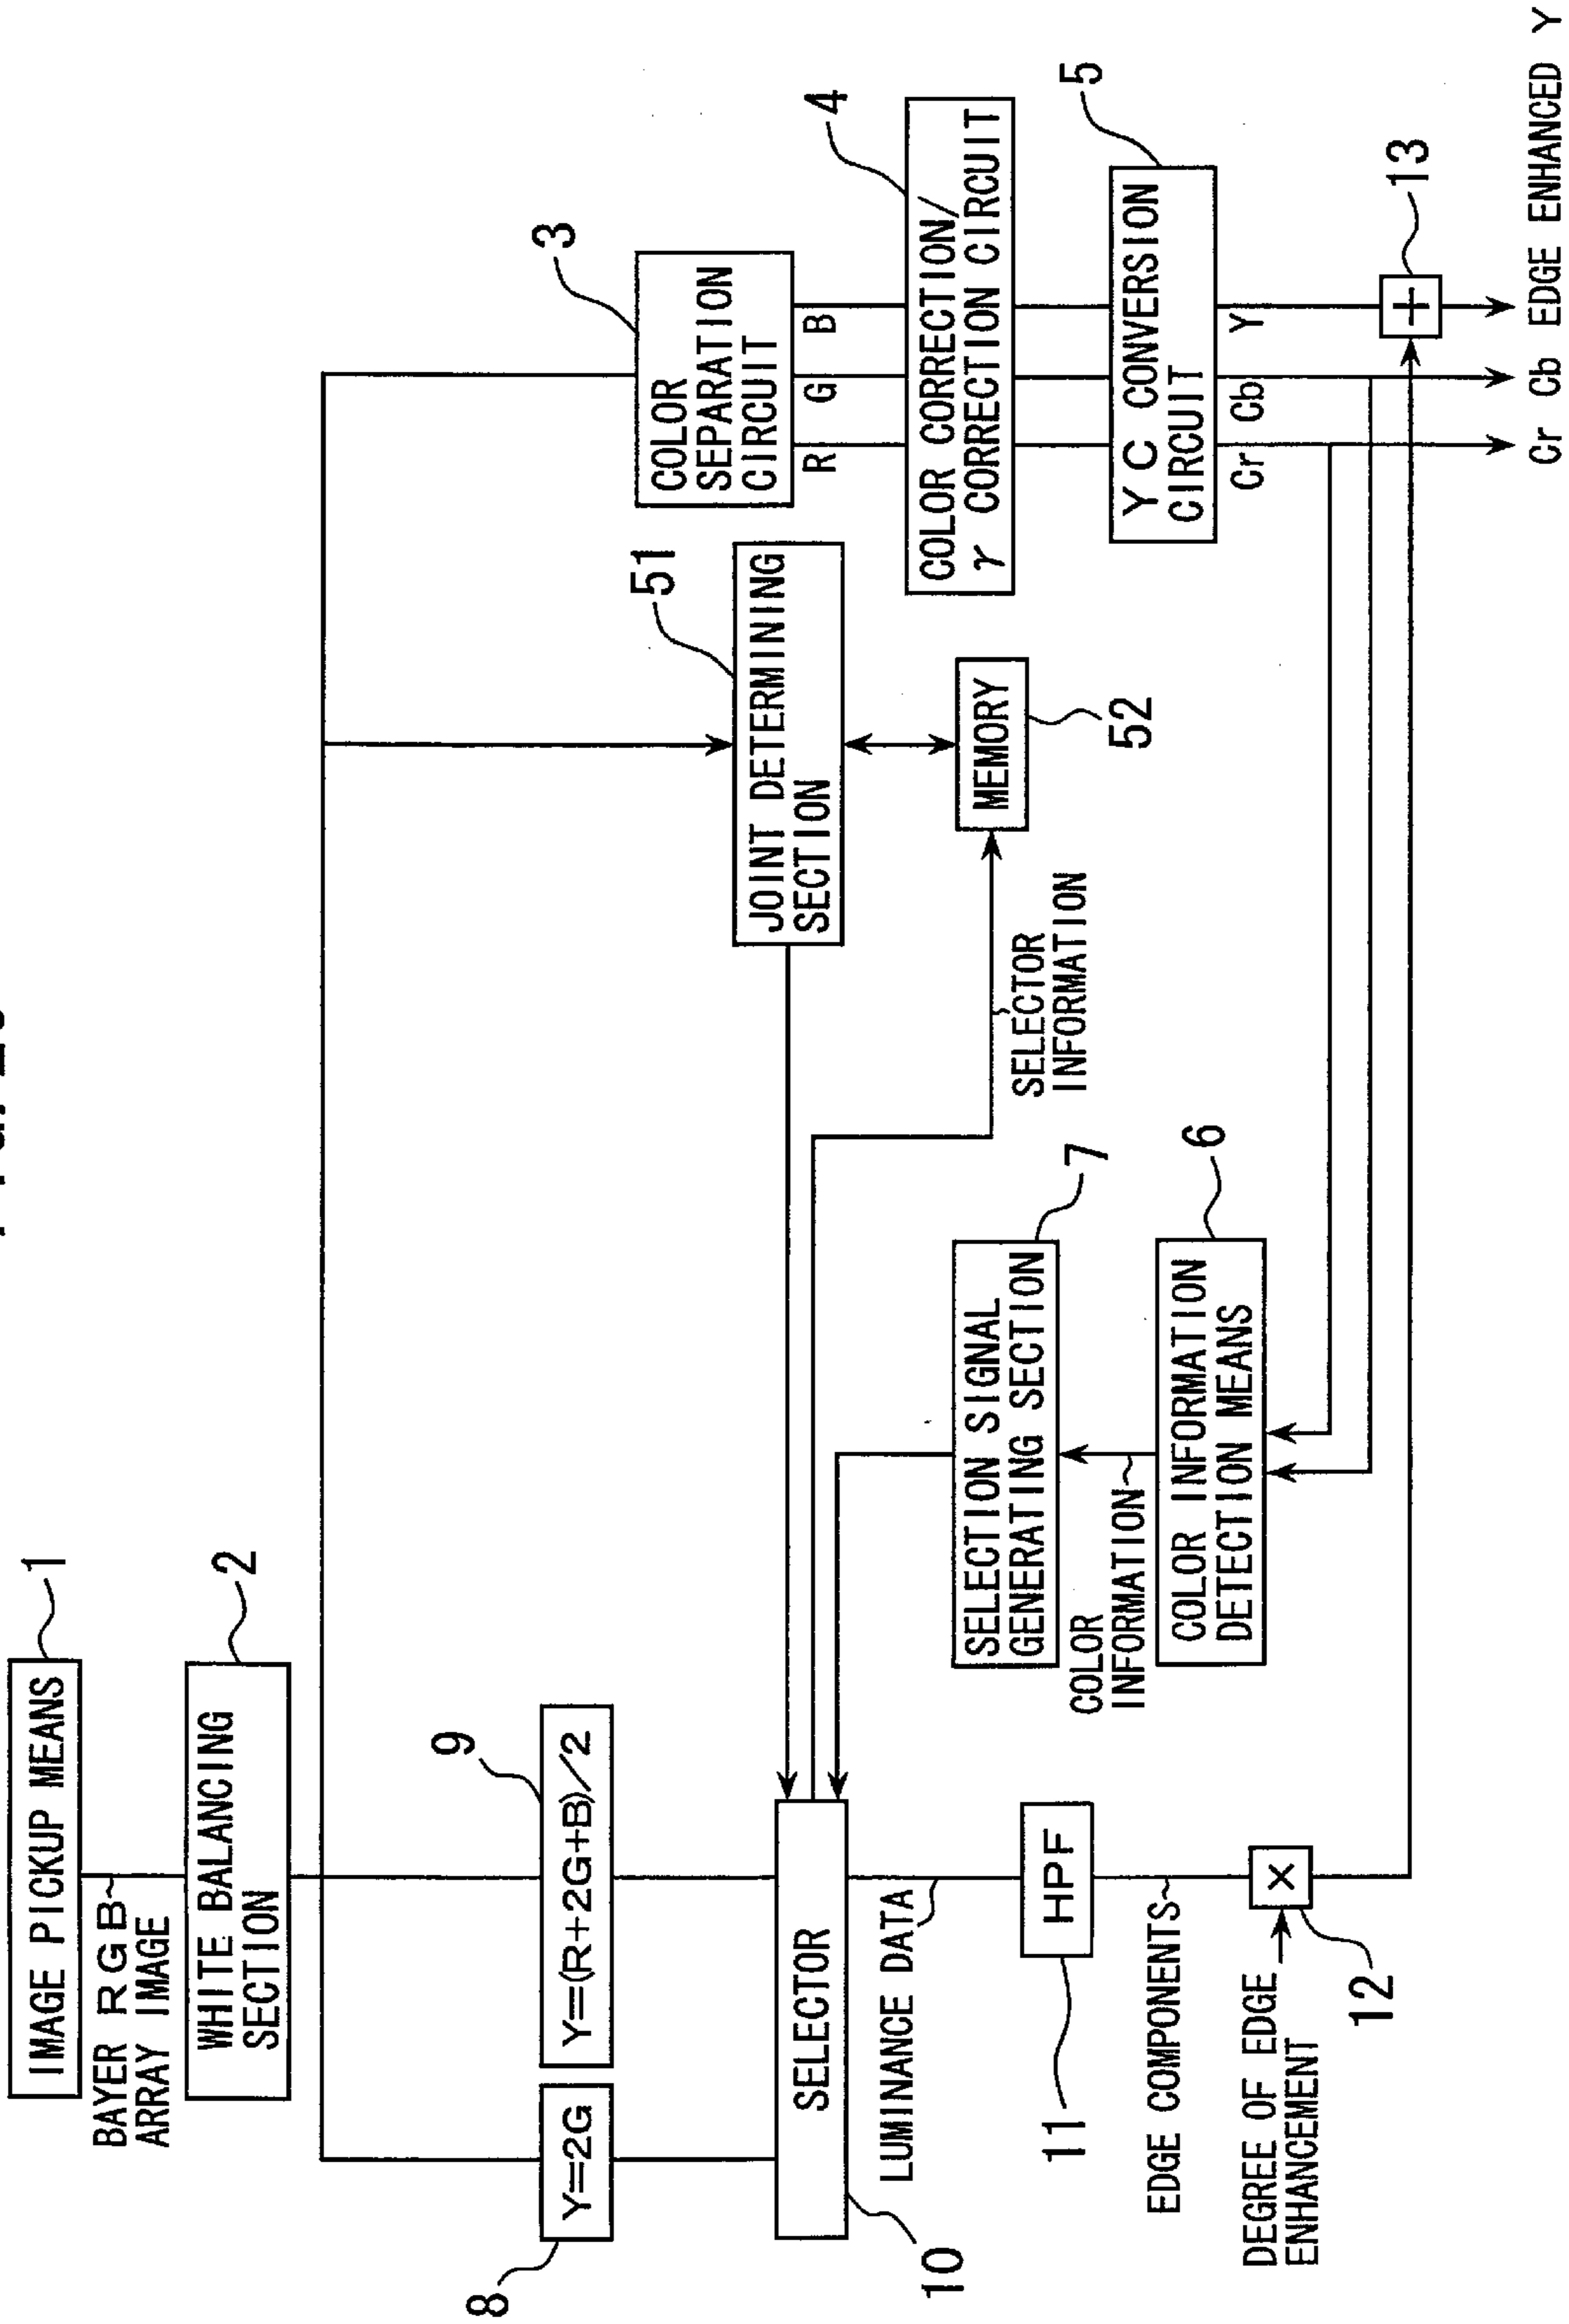 IMAGE PICKUP MEANS
1
BAYER RGB
ARRAY IMAGE
WHITE BALANCING
SECTION
2
8
Y=2G
9
Y=(R+2G+B)/2
SELECTOR
10
LUMINANCE DATA
HPF
11
EDGE COMPONENTS
DEGREE OF EDGE
ENHANCEMENT
×
12
SELECTION SIGNAL
GENERATING SECTION
7
COLOR
INFORMATION
COLOR INFORMATION
DETECTION MEANS
6
SELECTOR
INFORMATION
JOINT DETERMINING
SECTION
51
MEMORY
52
COLOR
SEPARATION
CIRCUIT
3
R G B
COLOR CORRECTION/
γ CORRECTION CIRCUIT
4
YC CONVERSION
CIRCUIT
5
Cr Cb Y
+
13
Cr Cb EDGE ENHANCED Y